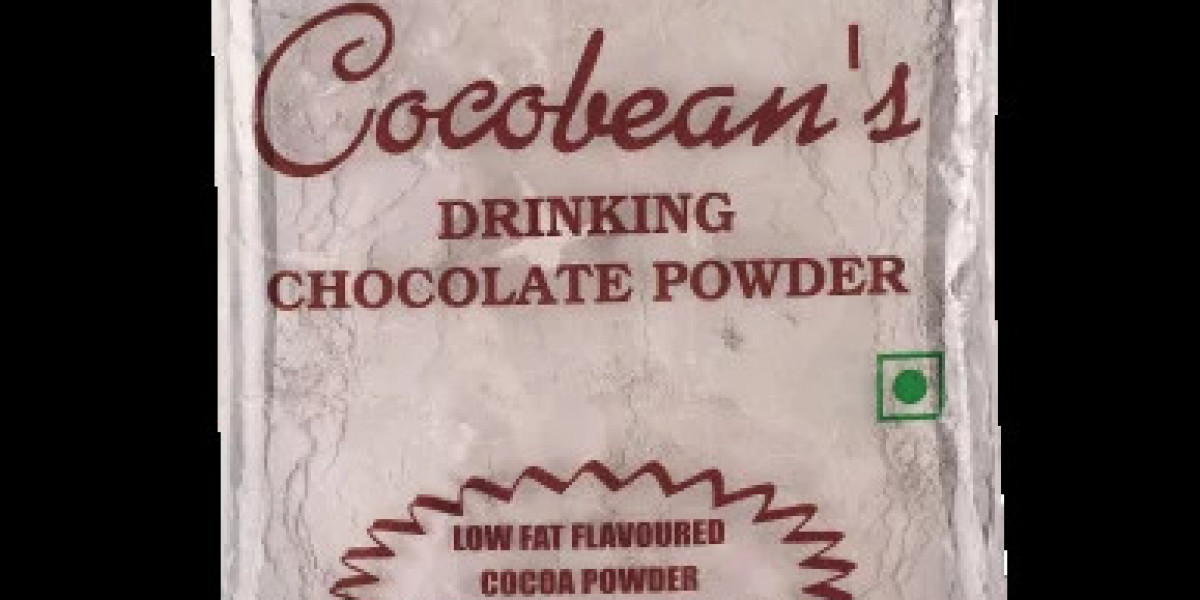 Cocobean's
DRINKING
CHOCOLATE POWDER
LOW FAT FLAVOURED
COCOA POWDER